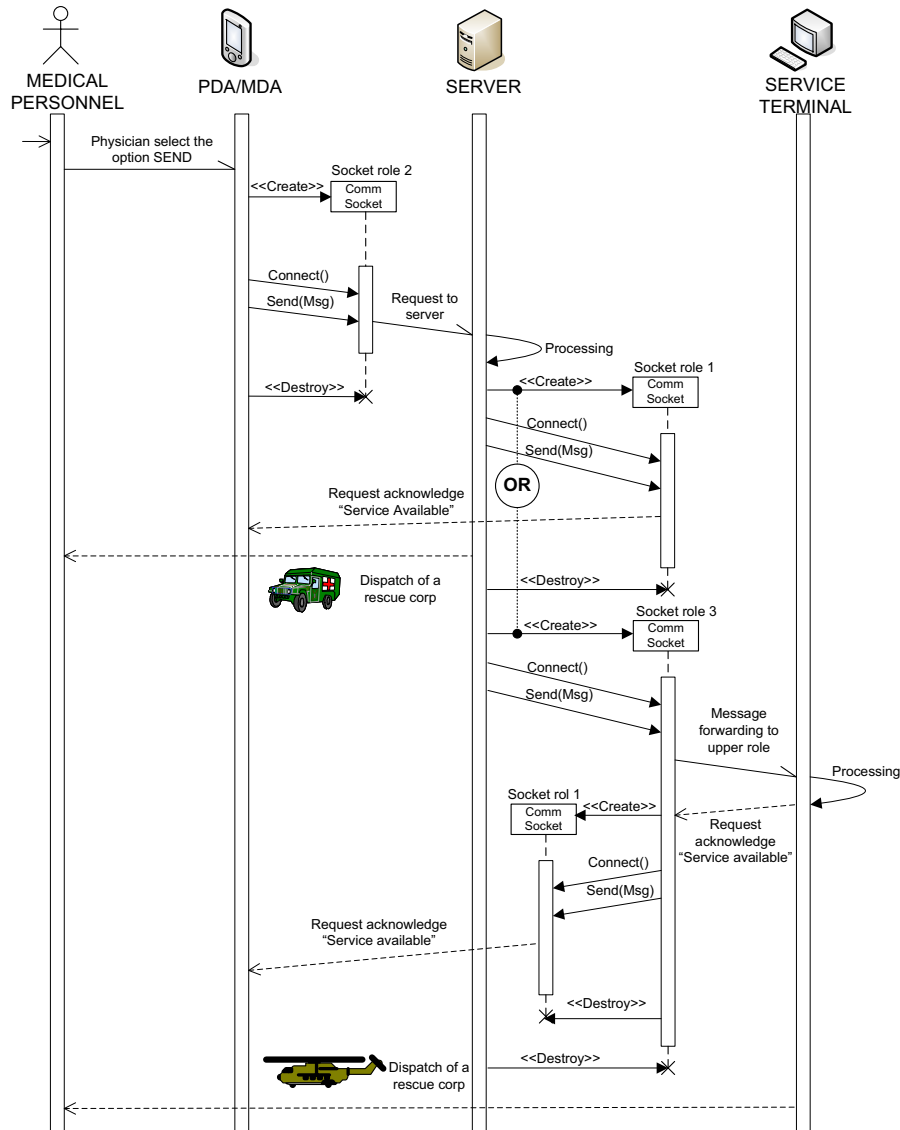 MEDICAL
PERSONNEL
PDA/MDA
SERVER
SERVICE
TERMINAL
Physician select the
option SEND
Socket role 2
<<Create>>
Comm
Socket
Connect()
Send(Msg)
Request to
server
Processing
<<Destroy>>
Socket role 1
<<Create>>
Comm
Socket
Connect()
Send(Msg)
OR
Request acknowledge
“Service Available”
Dispatch of a
rescue corp
<<Destroy>>
Socket role 3
<<Create>>
Comm
Socket
Connect()
Send(Msg)
Message
forwarding to
upper role
Processing
Socket rol 1
<<Create>>
Comm
Socket
Request
acknowledge
“Service available”
Connect()
Send(Msg)
Request acknowledge
“Service available”
<<Destroy>>
Dispatch of a
rescue corp
<<Destroy>>